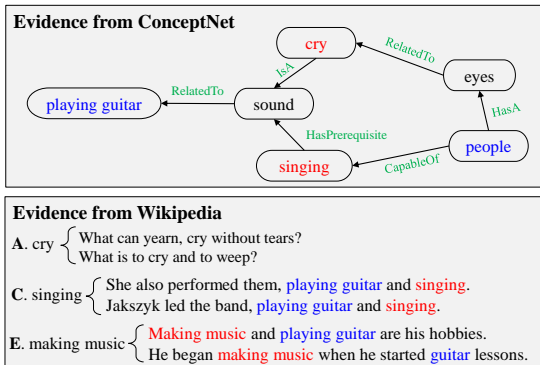 Evidence from ConceptNet
cry
RelatedTo
IsA
eyes
RelatedTo
playing guitar
sound
HasA
HasPrerequisite
people
singing
CapableOf
Evidence from Wikipedia
A. cry
What can yearn, cry without tears?
What is to cry and to weep?
C. singing
She also performed them, playing guitar and singing.
Jakszyk led the band, playing guitar and singing.
E. making music
Making music and playing guitar are his hobbies.
He began making music when he started guitar lessons.